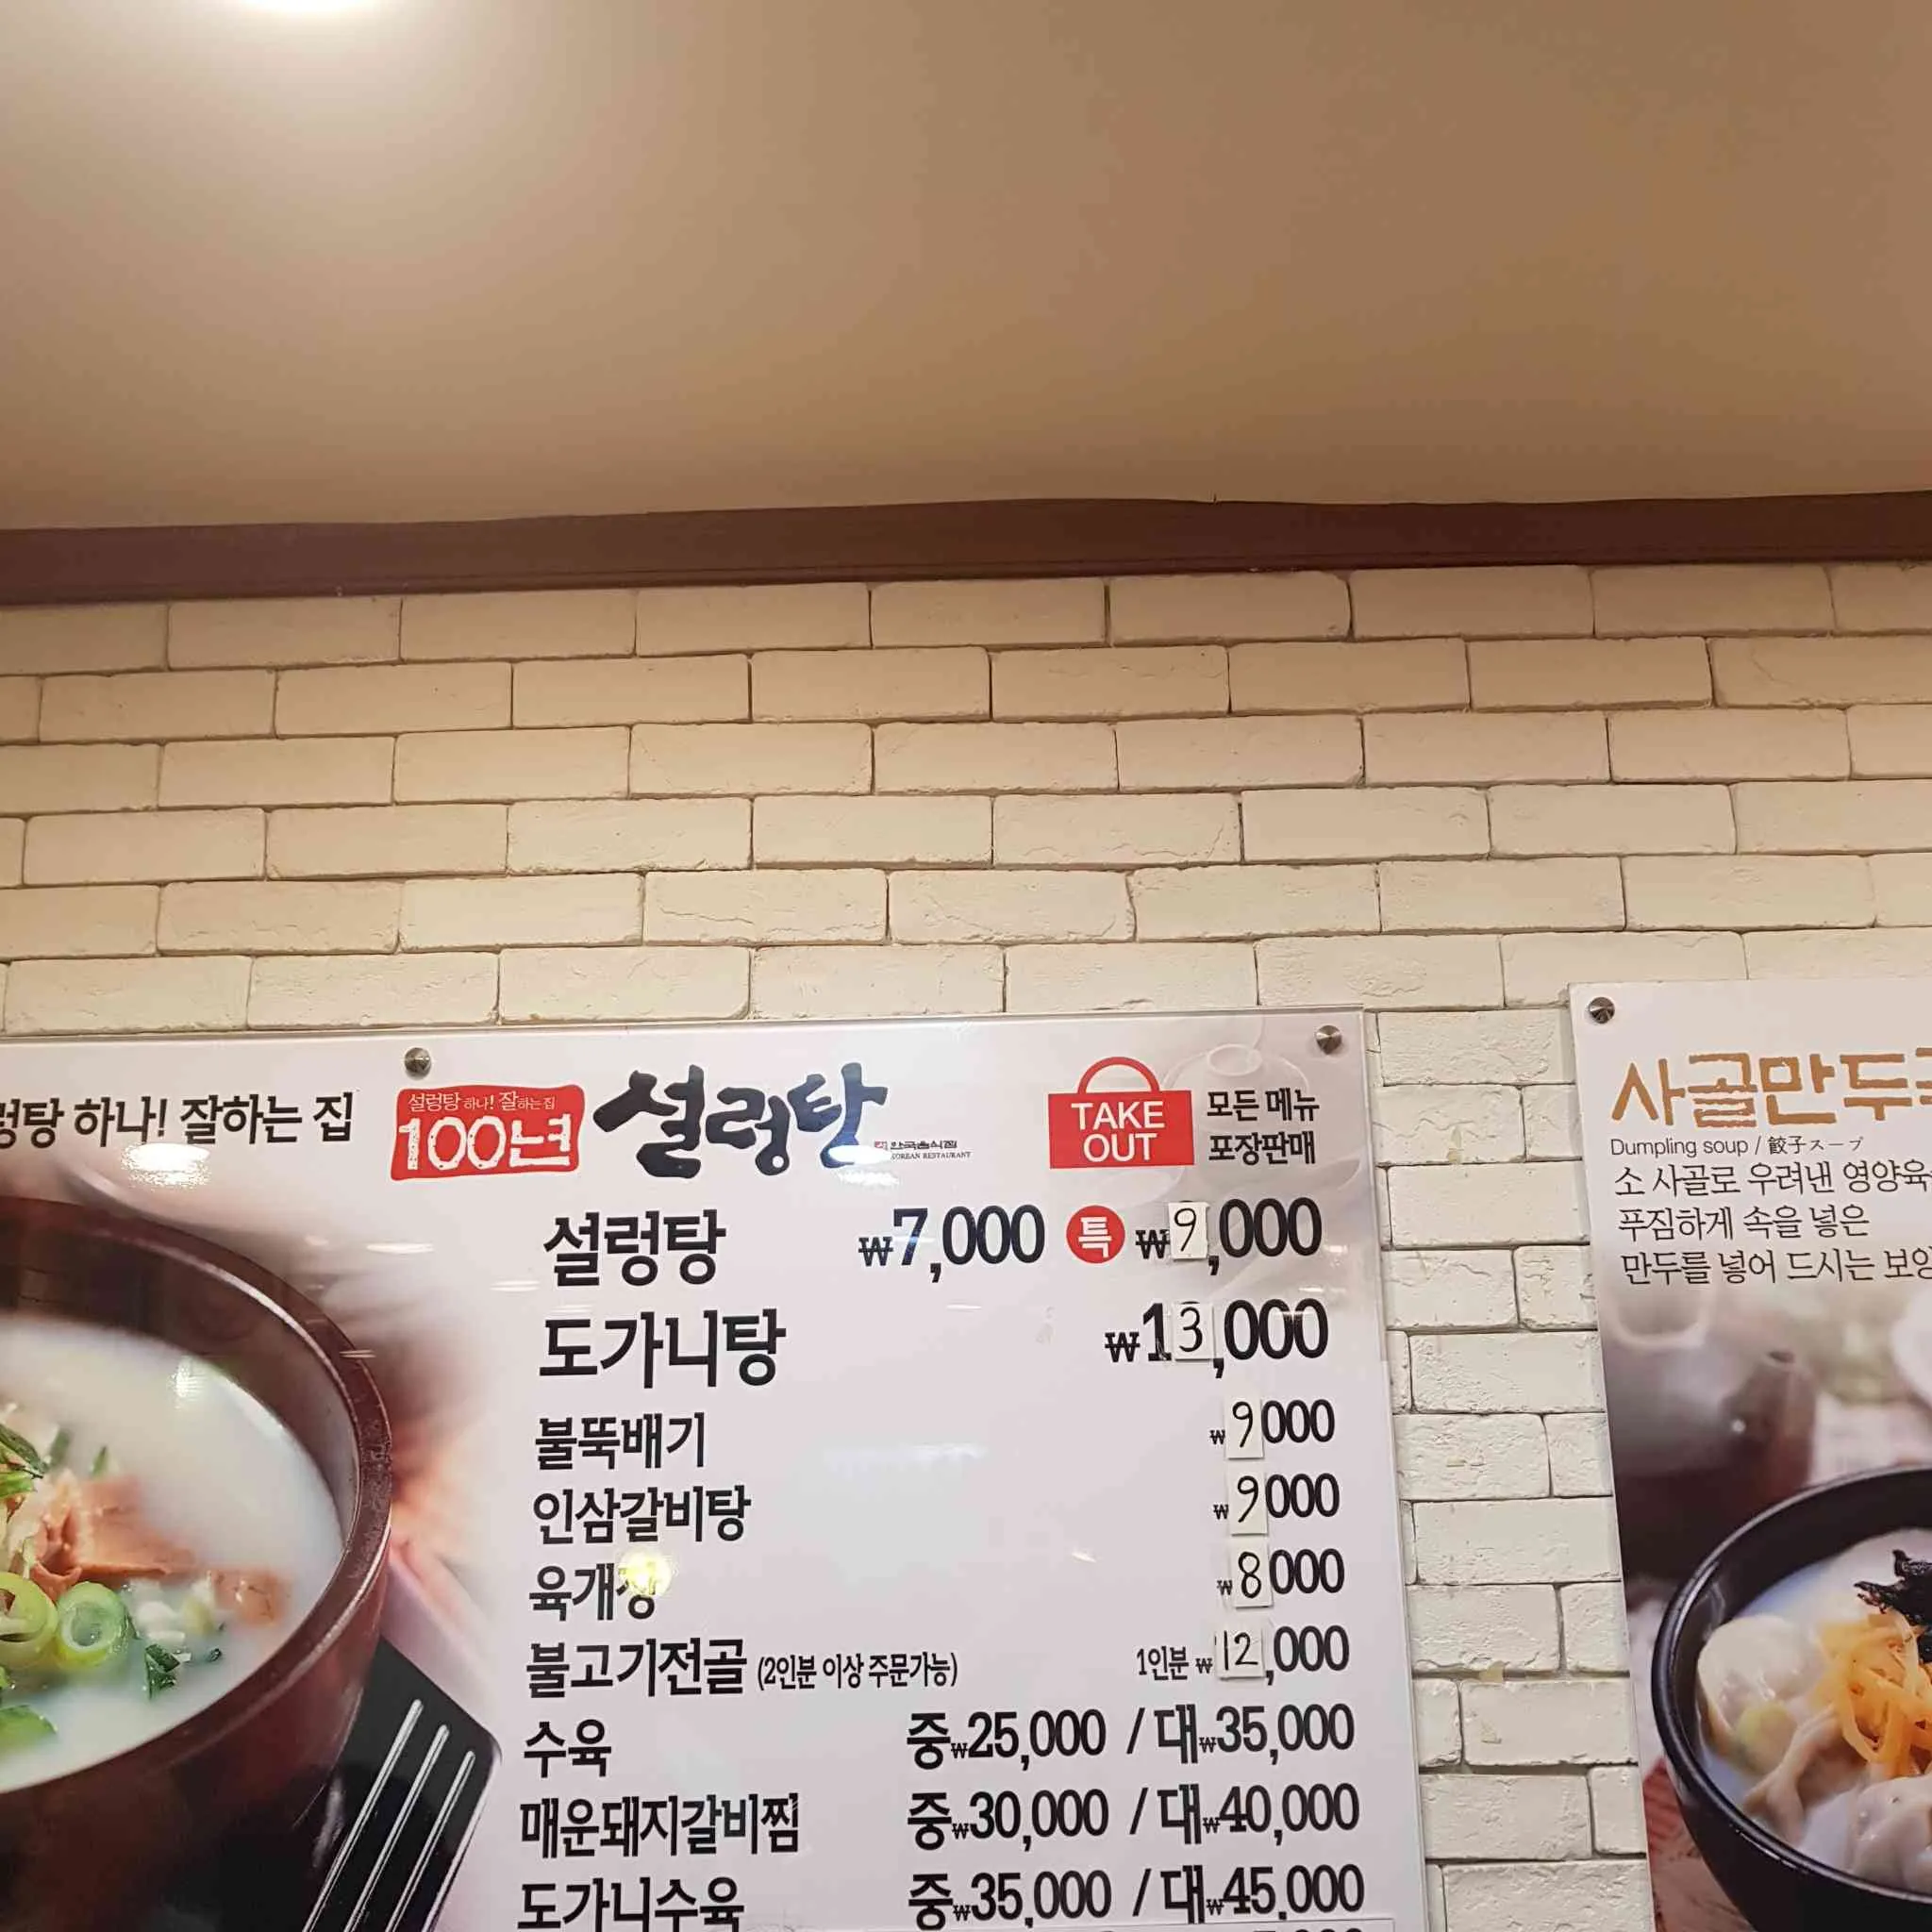 렁탕 하나! 잘하는 집
설렁탕 하나! 잘하는 집
100년
설렁탕
한국음식점
KOREAN RESTAURANT
TAKE
OUT
모든 메뉴
포장판매
설렁탕 ₩7,000 특 ₩9,000
도가니탕 ₩13,000
불뚝배기 ₩9000
인삼갈비탕 ₩9000
육개장 ₩8000
불고기전골 (2인분 이상 주문가능) 1인분 ₩12,000
수육 중₩25,000 / 대₩35,000
매운돼지갈비찜 중₩30,000 / 대₩40,000
도가니수육 중₩35,000 / 대₩45,000
사골만두
Dumpling soup / 餃子スープ
소 사골로 우려낸 영양육
푸짐하게 속을 넣은
만두를 넣어 드시는 보양